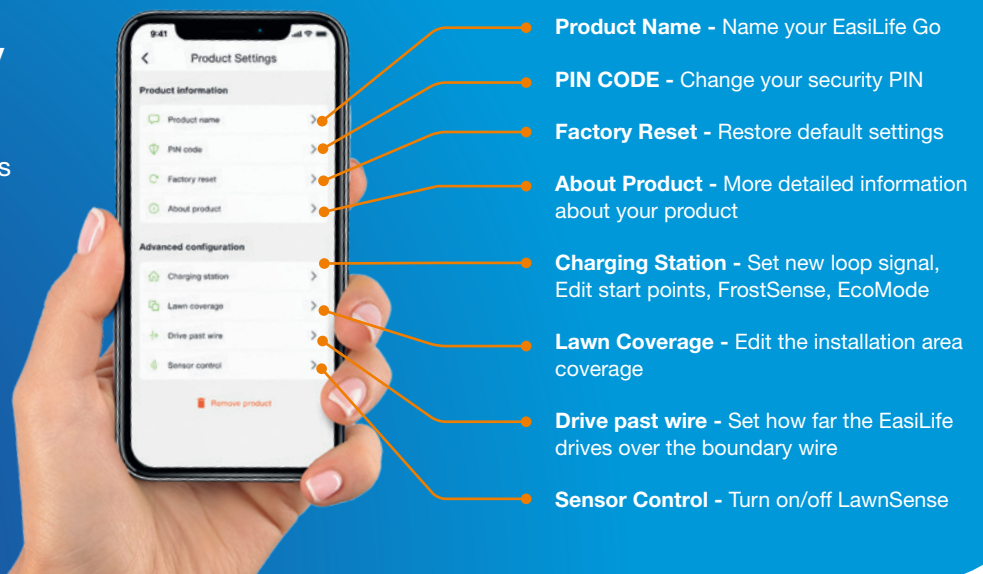 y
s
9:41
Product Settings
Product information
Product name
PIN code
Factory reset
About product
Advanced configuration
Charging station
Lawn coverage
Drive past wire
Sensor control
Remove product
Product Name - Name your EasiLife Go
PIN CODE - Change your security PIN
Factory Reset - Restore default settings
About Product - More detailed information
about your product
Charging Station - Set new loop signal,
Edit start points, FrostSense, EcoMode
Lawn Coverage - Edit the installation area
coverage
Drive past wire - Set how far the EasiLife
drives over the boundary wire
Sensor Control - Turn on/off LawnSense